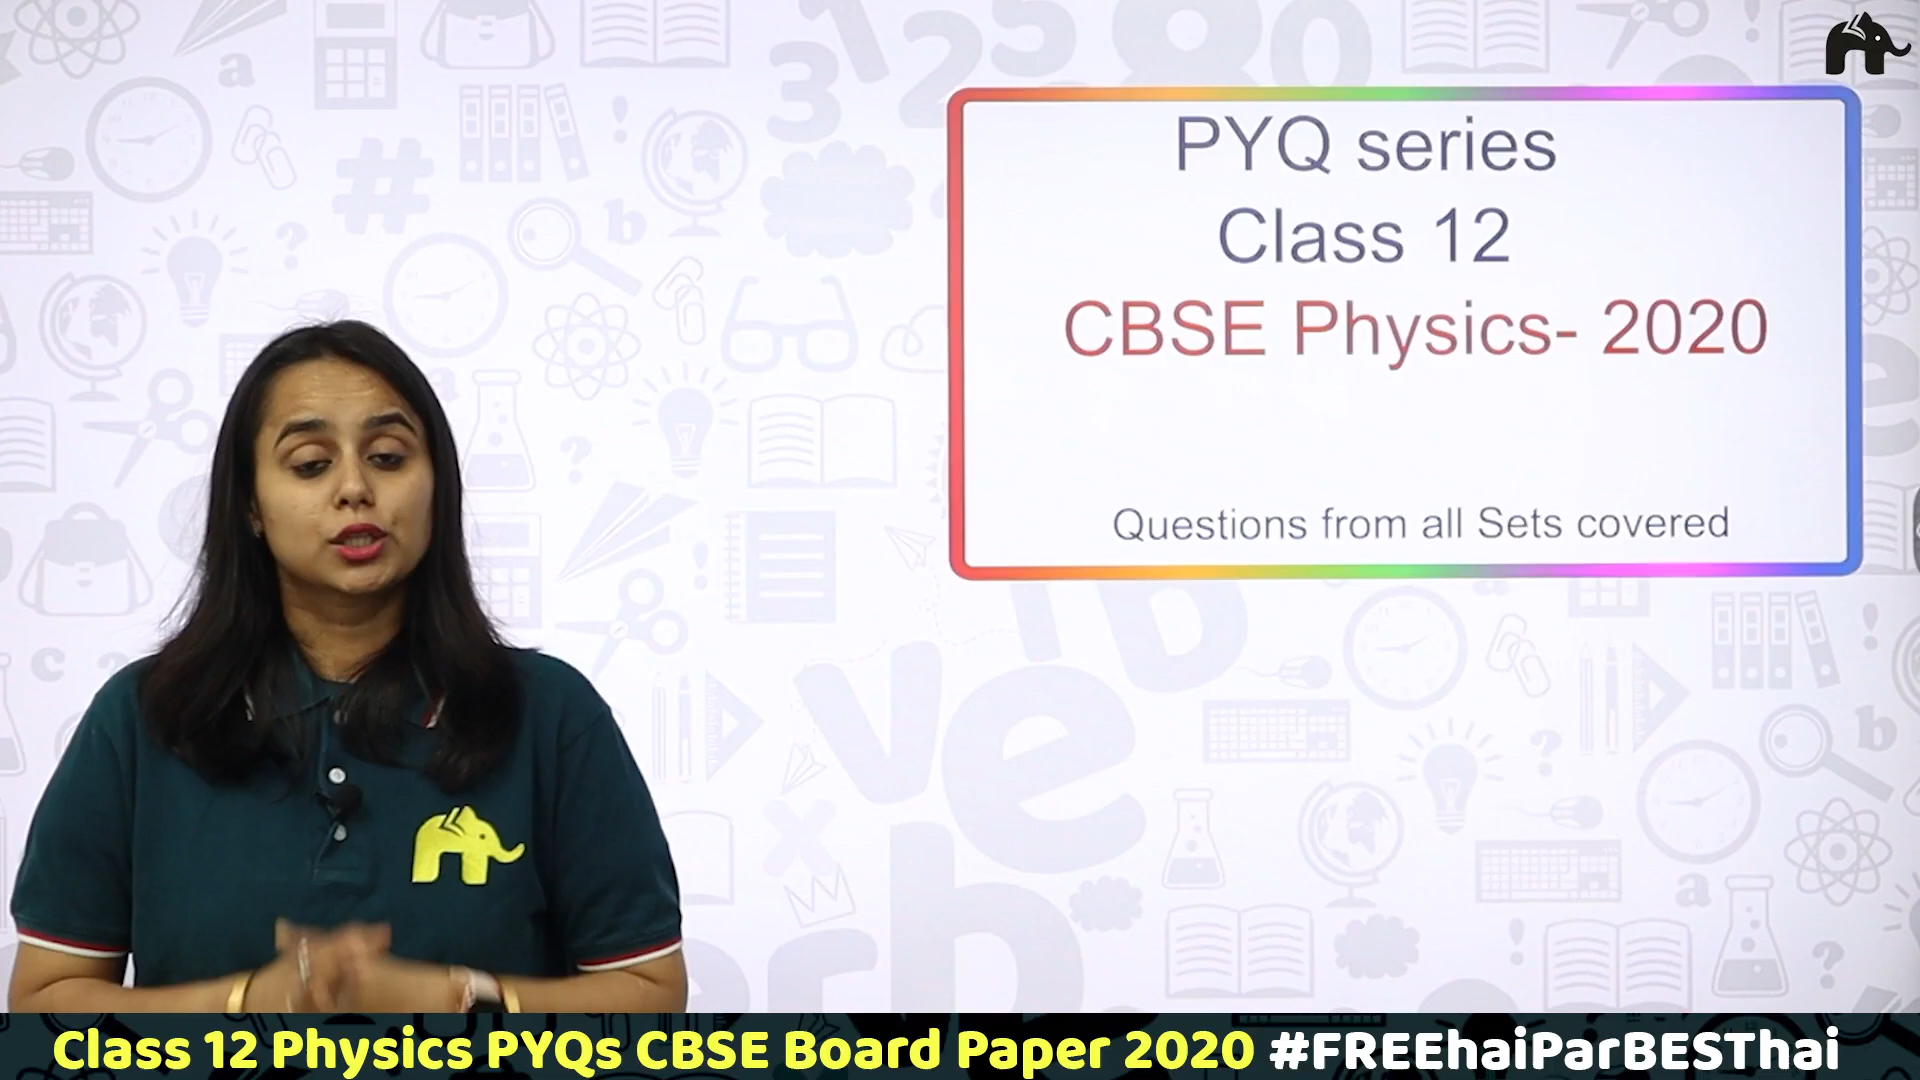 PYQ series
Class 12
CBSE Physics- 2020
Questions from all Sets covered
Class 12 Physics PYQs CBSE Board Paper 2020 #FREEhaiParBESThai